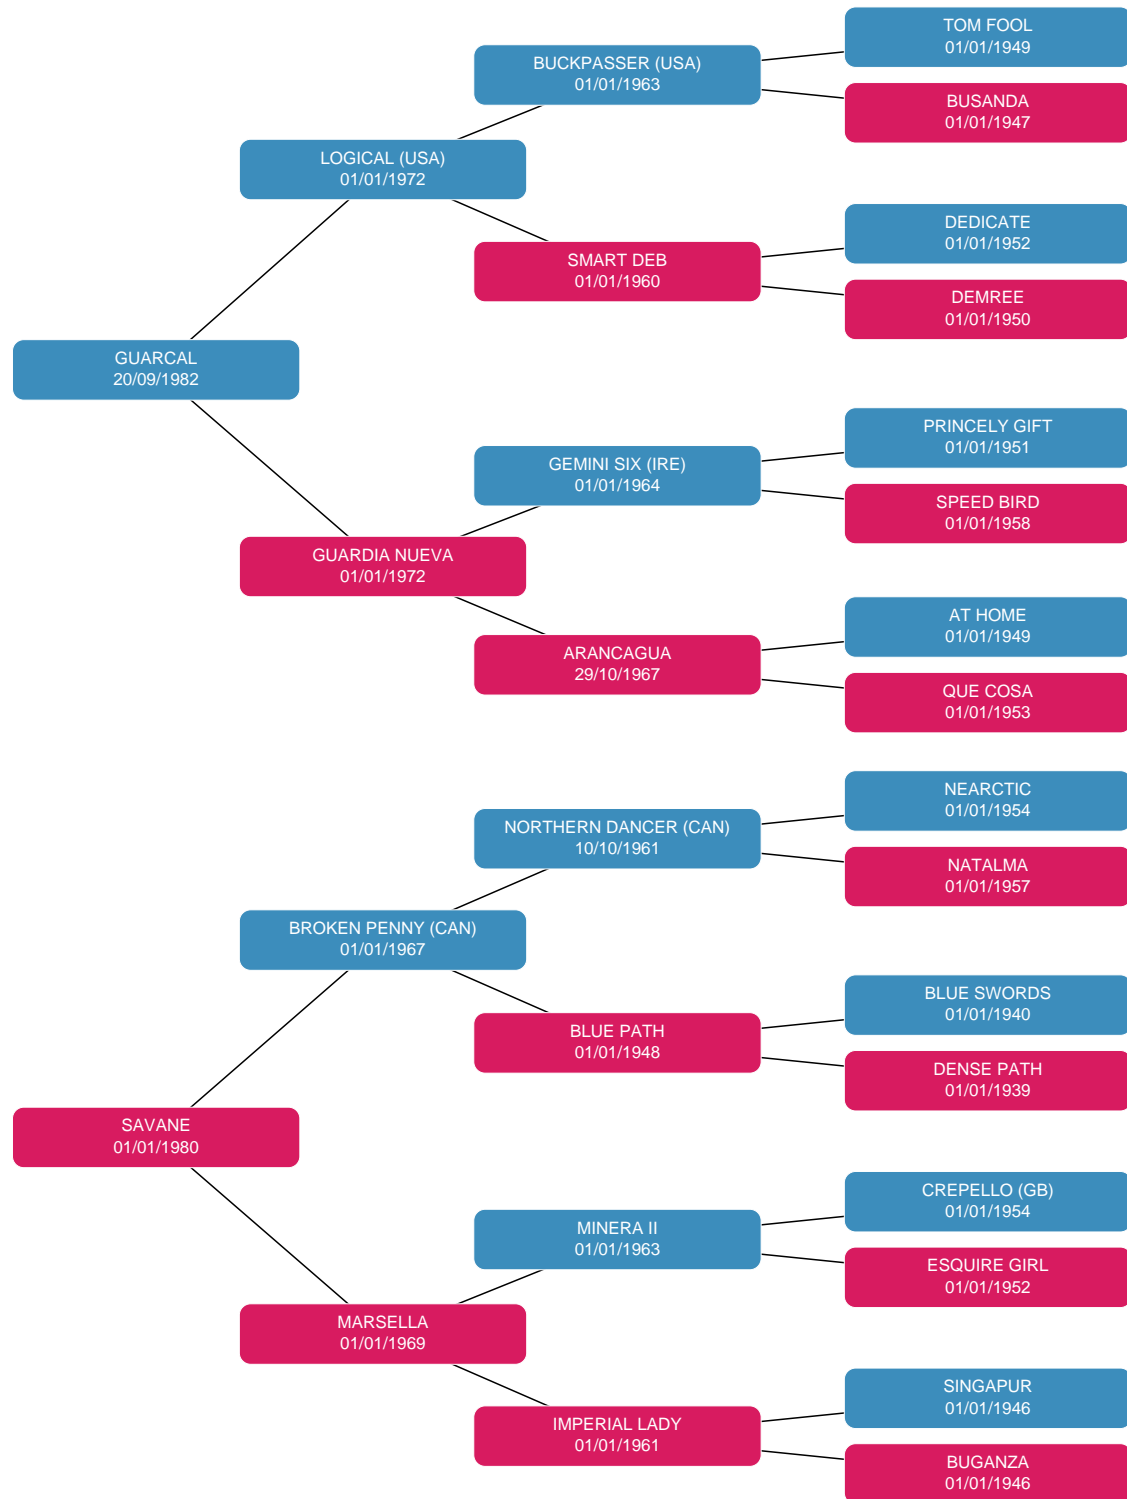 TOM FOOL
01/01/1949
BUCKPASSER (USA)
01/01/1963
BUSANDA
01/01/1947
LOGICAL (USA)
01/01/1972
DEDICATE
01/01/1952
SMART DEB
01/01/1960
DEMREE
01/01/1950
GUARCAL
20/09/1982
PRINCELY GIFT
01/01/1951
GEMINI SIX (IRE)
01/01/1964
SPEED BIRD
01/01/1958
GUARDIA NUEVA
01/01/1972
AT HOME
01/01/1949
ARANCAGUA
29/10/1967
QUE COSA
01/01/1953
NEARCTIC
01/01/1954
NORTHERN DANCER (CAN)
10/10/1961
NATALMA
01/01/1957
BROKEN PENNY (CAN)
01/01/1967
BLUE SWORDS
01/01/1940
BLUE PATH
01/01/1948
DENSE PATH
01/01/1939
SAVANE
01/01/1980
CREPELLO (GB)
01/01/1954
MINERA II
01/01/1963
ESQUIRE GIRL
01/01/1952
MARSELLA
01/01/1969
SINGAPUR
01/01/1946
IMPERIAL LADY
01/01/1961
BUGANZA
01/01/1946